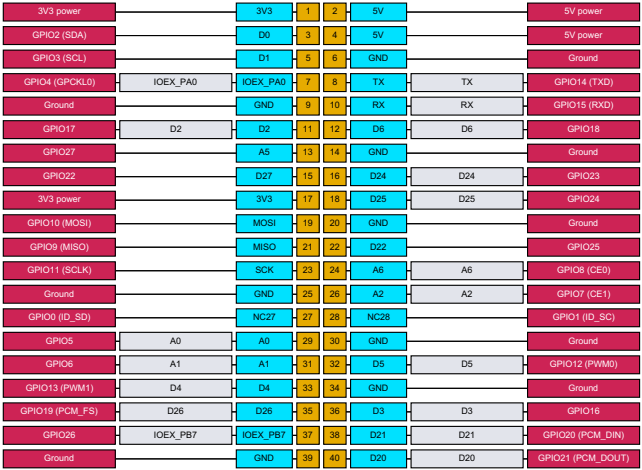 3V3 power 3V3 1 2 5V 5V power
GPIO2 (SDA) D0 3 4 5V 5V power
GPIO3 (SCL) D1 5 6 GND Ground
GPIO4 (GPCKL0) IOEX_PA0 IOEX_PA0 7 8 TX TX GPIO14 (TXD)
Ground GND 9 10 RX RX GPIO15 (RXD)
GPIO17 D2 D2 11 12 D6 D6 GPIO18
GPIO27 A5 13 14 GND Ground
GPIO22 D27 15 16 D24 D24 GPIO23
3V3 power 3V3 17 18 D25 D25 GPIO24
GPIO10 (MOSI) MOSI 19 20 GND Ground
GPIO9 (MISO) MISO 21 22 D22 GPIO25
GPIO11 (SCLK) SCK 23 24 A6 A6 GPIO8 (CE0)
Ground GND 25 26 A2 A2 GPIO7 (CE1)
GPIO0 (ID_SD) NC27 27 28 NC28 GPIO1 (ID_SC)
GPIO5 A0 A0 29 30 GND Ground
GPIO6 A1 A1 31 32 D5 D5 GPIO12 (PWM0)
GPIO13 (PWM1) D4 D4 33 34 GND Ground
GPIO19 (PCM_FS) D26 D26 35 36 D3 D3 GPIO16
GPIO26 IOEX_PB7 IOEX_PB7 37 38 D21 D21 GPIO20 (PCM_DIN)
Ground GND 39 40 D20 D20 GPIO21 (PCM_DOUT)